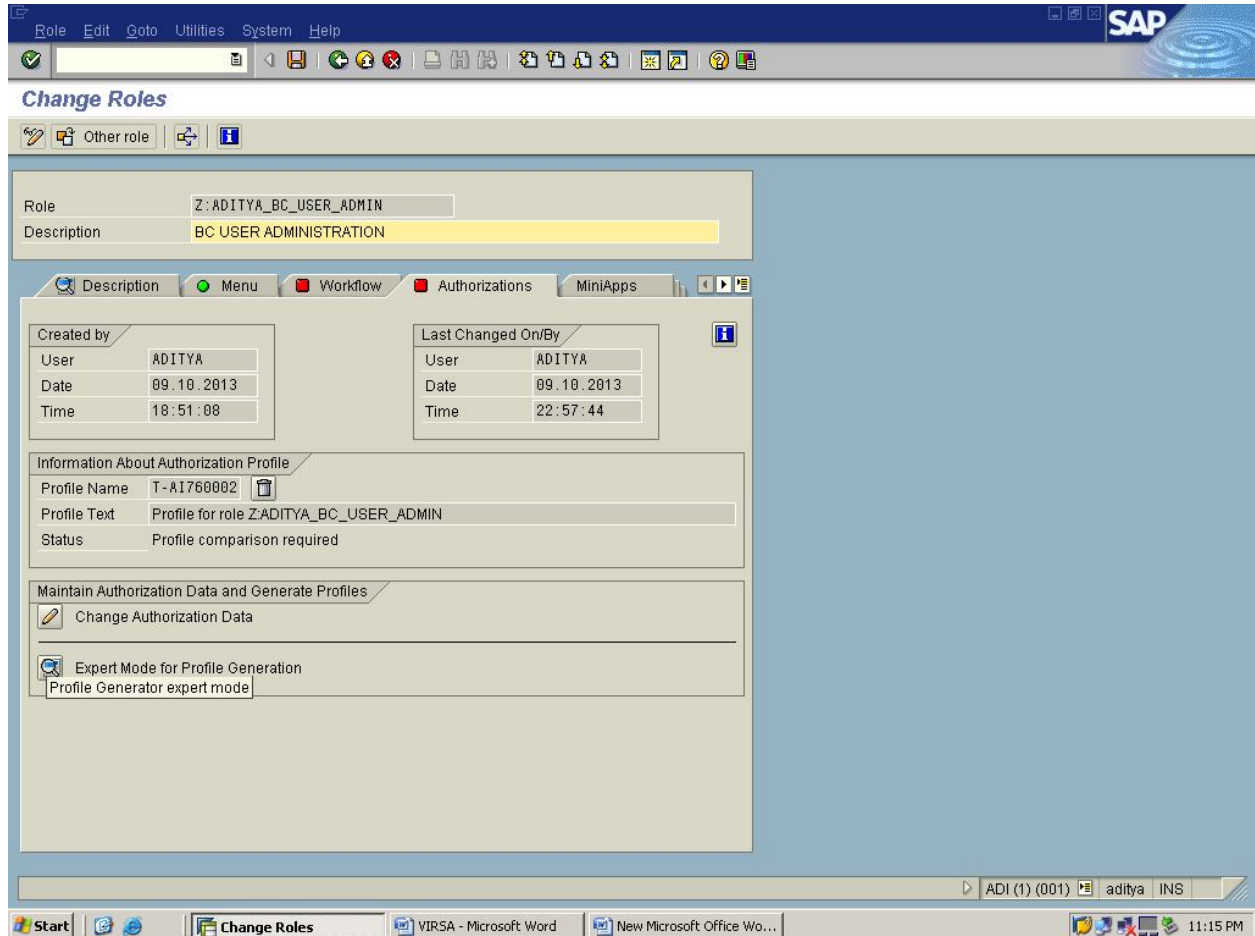 Role Edit Goto Utilities System Help
SAP
Change Roles
Other role
Role Z:ADITYA_BC_USER_ADMIN
Description BC USER ADMINISTRATION
Description Menu Workflow Authorizations MiniApps
Created by
User ADITYA
Date 09.10.2013
Time 18:51:08
Last Changed On/By
User ADITYA
Date 09.10.2013
Time 22:57:44
Information About Authorization Profile
Profile Name T-AI760002
Profile Text Profile for role Z:ADITYA_BC_USER_ADMIN
Status Profile comparison required
Maintain Authorization Data and Generate Profiles
Change Authorization Data
Expert Mode for Profile Generation
Profile Generator expert mode
ADI (1) (001) aditya INS
Start Change Roles VIRSA - Microsoft Word New Microsoft Office Wo... 11:15 PM